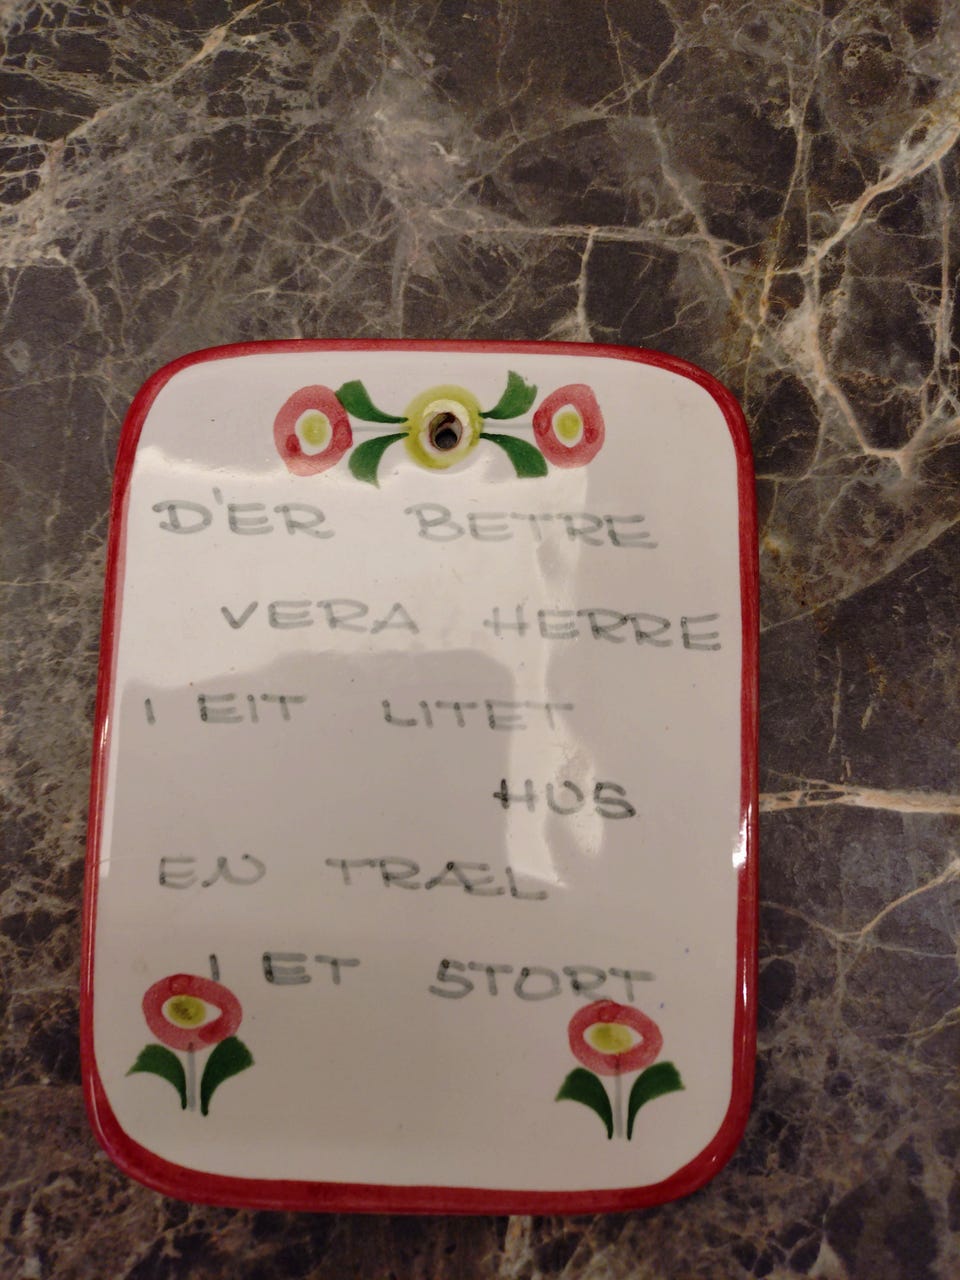 D'ER BETRE
VERA HERRE
I EIT LITET
HUS
EN TRÆL
I ET STORT